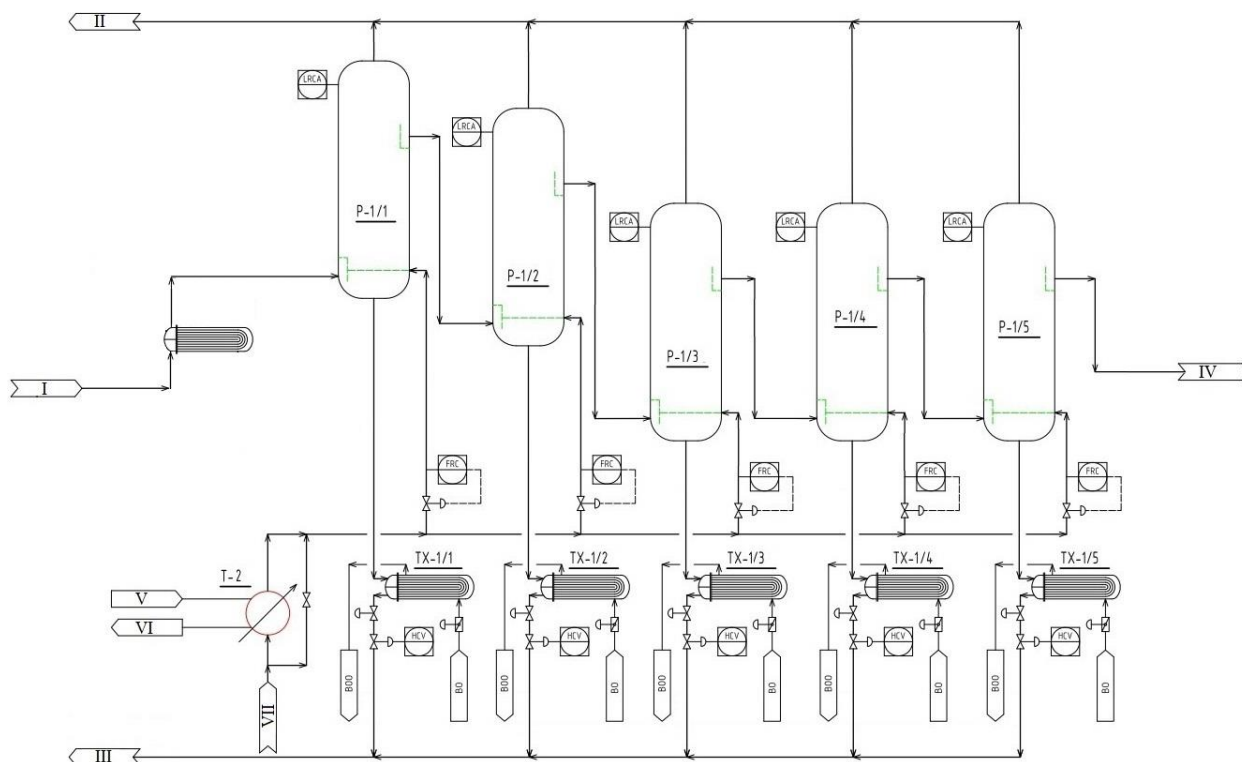 II
LRCA
LRCA
P-1/1
LRCA
LRCA
LRCA
P-1/2
P-1/4
P-1/5
P-1/3
I
IV
FRC
FRC
FRC
FRC
FRC
TX-1/1
TX-1/2
TX-1/3
TX-1/4
TX-1/5
T-2
V
VI
HCV
HCV
HCV
HCV
HCV
BOO
BO
BOO
BO
BOO
BO
BOO
BO
BOO
BO
VII
III